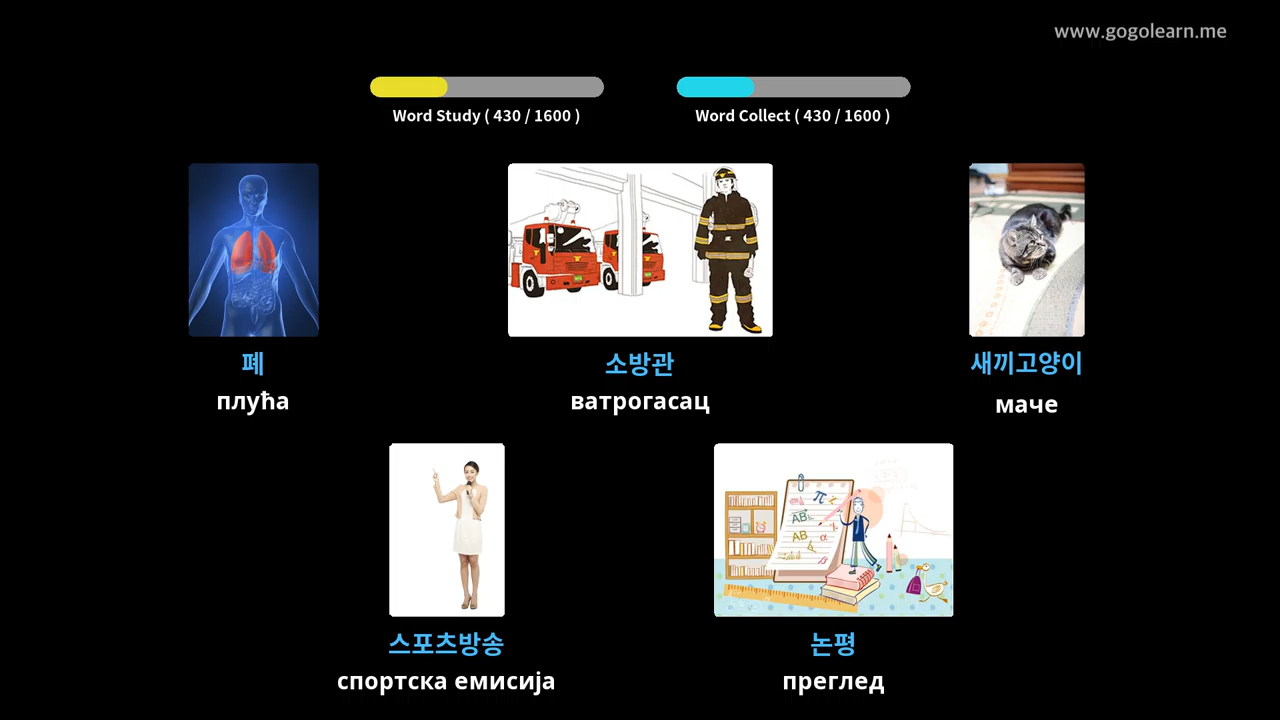 www.gogolearn.me
Word Study ( 430 / 1600 )
Word Collect ( 430 / 1600 )
폐
плућа
소방관
ватрогасац
새끼고양이
маче
스포츠방송
спортска емисија
논평
преглед